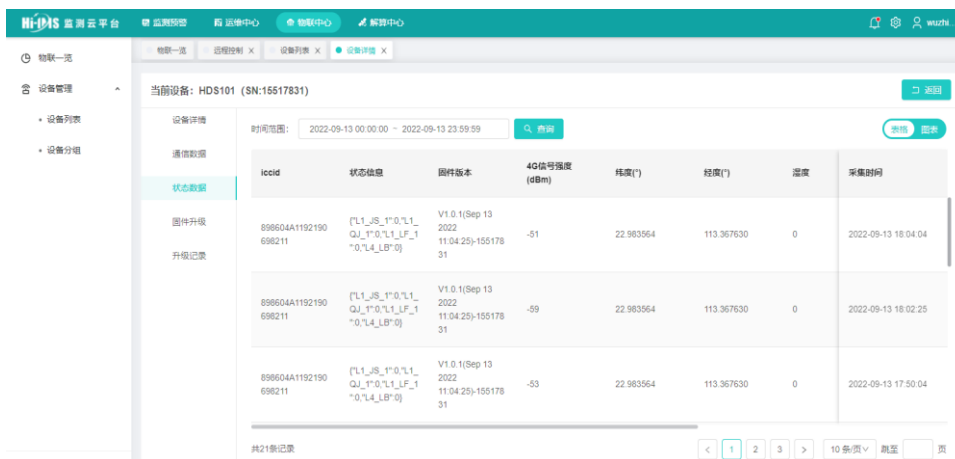 Hi-IMS 监测云平台 监测预警 运维中心 物联中心 解算中心 wuzhi...
物联一览 远程控制 X 设备列表 X 设备详情 X
物联一览
设备管理
设备列表
设备分组
当前设备：HDS101 (SN:15517831) 返回
设备详情
通信数据
状态数据
固件升级
升级记录
时间范围： 2022-09-13 00:00:00 ~ 2022-09-13 23:59:59 查询 表格 图表
iccid 状态信息 固件版本 4G信号强度 纬度(°) 经度(°) 湿度 采集时间
(dBm)
V1.0.1(Sep 13
{"L1_JS_1":0,"L1_ 2022
898604A1192190 QJ_1":0,"L1_LF_1 11:04:25)-155178 -51 22.983564 113.367630 0 2022-09-13 18:04:04
698211 ":0,"L4_LB":0} 31
V1.0.1(Sep 13
{"L1_JS_1":0,"L1_ 2022
898604A1192190 QJ_1":0,"L1_LF_1 11:04:25)-155178 -59 22.983564 113.367630 0 2022-09-13 18:02:25
698211 ":0,"L4_LB":0} 31
V1.0.1(Sep 13
{"L1_JS_1":0,"L1_ 2022
898604A1192190 QJ_1":0,"L1_LF_1 11:04:25)-155178 -53 22.983564 113.367630 0 2022-09-13 17:50:04
698211 ":0,"L4_LB":0} 31
共21条记录 < 1 2 3 > 10 条/页 跳至 页